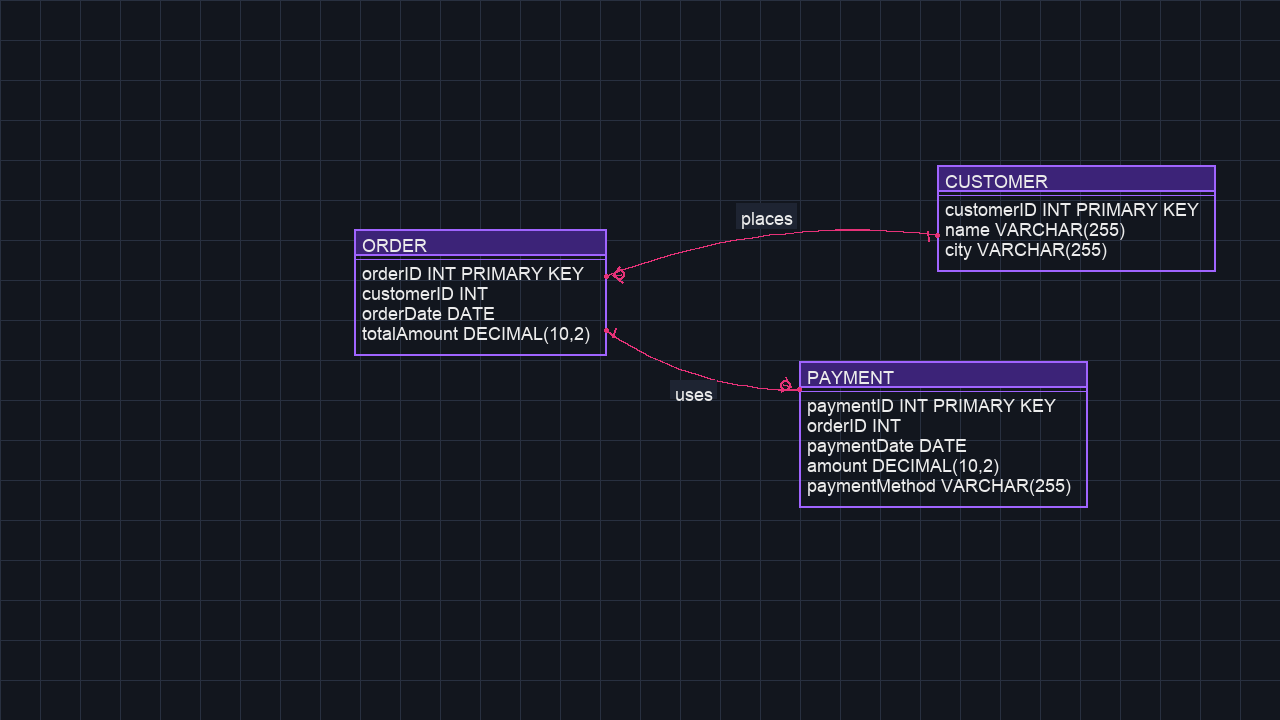 CUSTOMER
customerID INT PRIMARY KEY
name VARCHAR(255)
city VARCHAR(255)
places
ORDER
orderID INT PRIMARY KEY
customerID INT
orderDate DATE
totalAmount DECIMAL(10,2)
uses
PAYMENT
paymentID INT PRIMARY KEY
orderID INT
paymentDate DATE
amount DECIMAL(10,2)
paymentMethod VARCHAR(255)